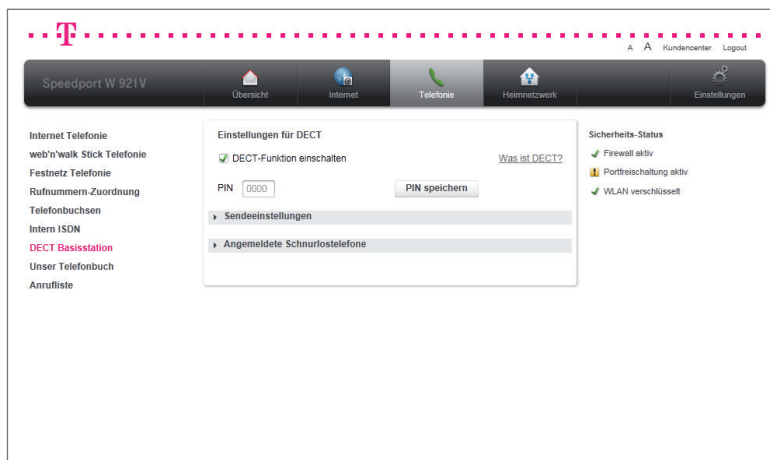 T
A A Kundencenter Logout
Speedport W 921V
Übersicht
Internet
Telefonie
Heimnetzwerk
Einstellungen
Internet Telefonie
web'n'walk Stick Telefonie
Festnetz Telefonie
Rufnummern-Zuordnung
Telefonbuchsen
Intern ISDN
DECT Basisstation
Unser Telefonbuch
Anrufliste
Einstellungen für DECT
DECT-Funktion einschalten
Was ist DECT?
PIN 0000 PIN speichern
Sendeeinstellungen
Angemeldete Schnurlostelefone
Sicherheits-Status
Firewall aktiv
Portfreischaltung aktiv
WLAN verschlüsselt